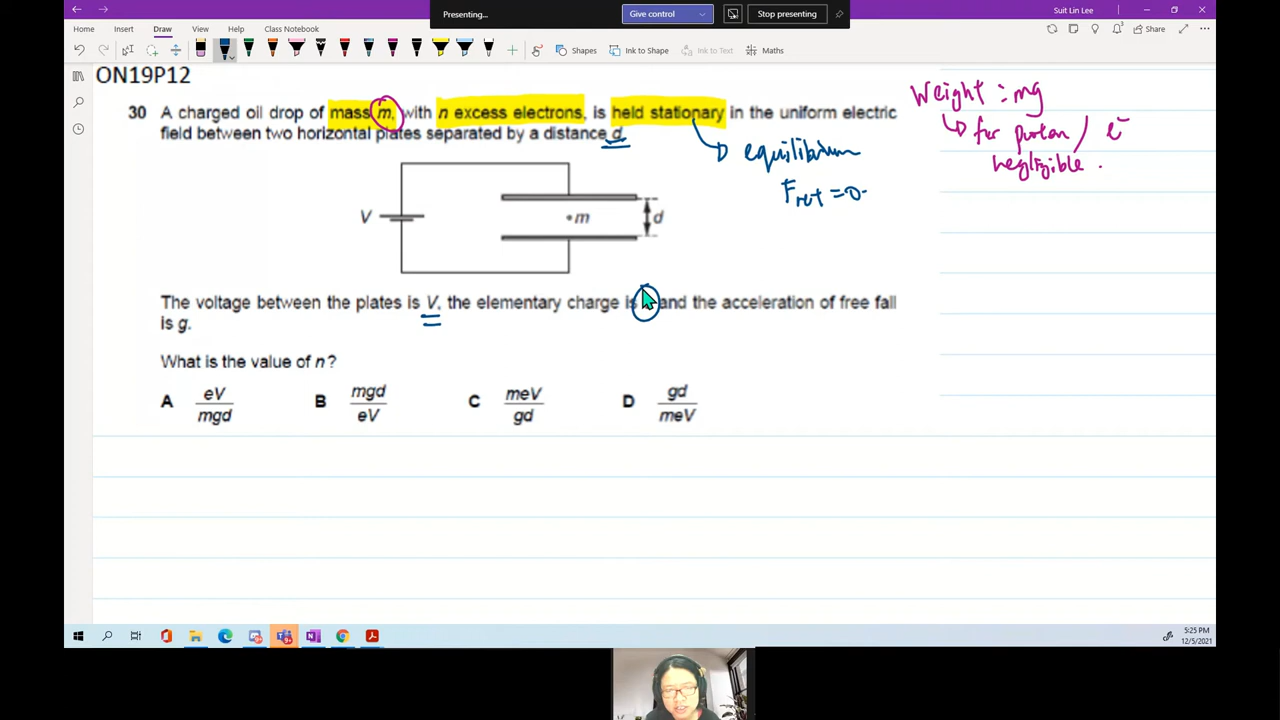 Presenting...
Give control
Stop presenting
Suit Lin Lee
Home
Insert
Draw
View
Help
Class Notebook
Share
Shapes
Ink to Shape
Ink to Text
Maths
ON19P12
30 A charged oil drop of mass m, with n excess electrons, is held stationary in the uniform electric
field between two horizontal plates separated by a distance d.
Weight : mg
for proton / e⁻
negligible.
equilibrium
Fnet = 0
V
m
d
The voltage between the plates is V, the elementary charge is and the acceleration of free fall
is g.
What is the value of n?
A eV/mgd B mgd/eV C meV/gd D gd/meV
5:25 PM
12/5/2021